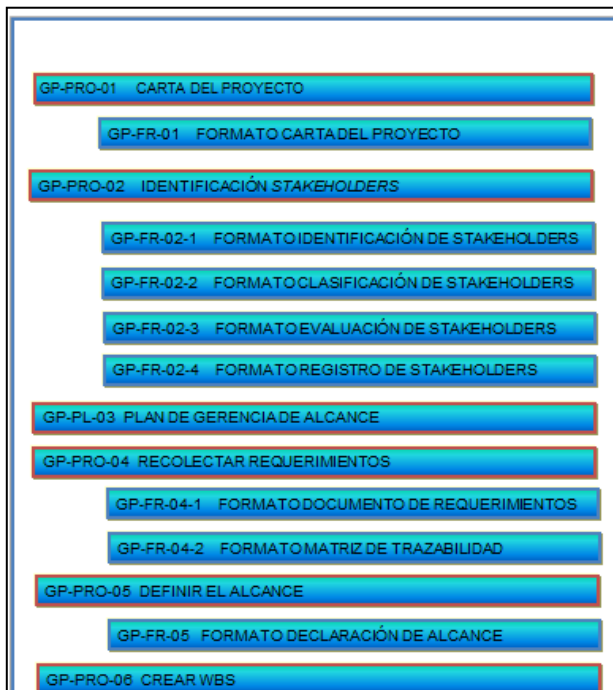 GP-PRO-01 CARTA DEL PROYECTO
GP-FR-01 FORMATO CARTA DEL PROYECTO
GP-PRO-02 IDENTIFICACIÓN STAKEHOLDERS
GP-FR-02-1 FORMATO IDENTIFICACIÓN DE STAKEHOLDERS
GP-FR-02-2 FORMATO CLASIFICACIÓN DE STAKEHOLDERS
GP-FR-02-3 FORMATO EVALUACIÓN DE STAKEHOLDERS
GP-FR-02-4 FORMATO REGISTRO DE STAKEHOLDERS
GP-PL-03 PLAN DE GERENCIA DE ALCANCE
GP-PRO-04 RECOLECTAR REQUERIMIENTOS
GP-FR-04-1 FORMATO DOCUMENTO DE REQUERIMIENTOS
GP-FR-04-2 FORMATO MATRIZ DE TRAZABILIDAD
GP-PRO-05 DEFINIR EL ALCANCE
GP-FR-05 FORMATO DECLARACIÓN DE ALCANCE
GP-PRO-06 CREAR WBS